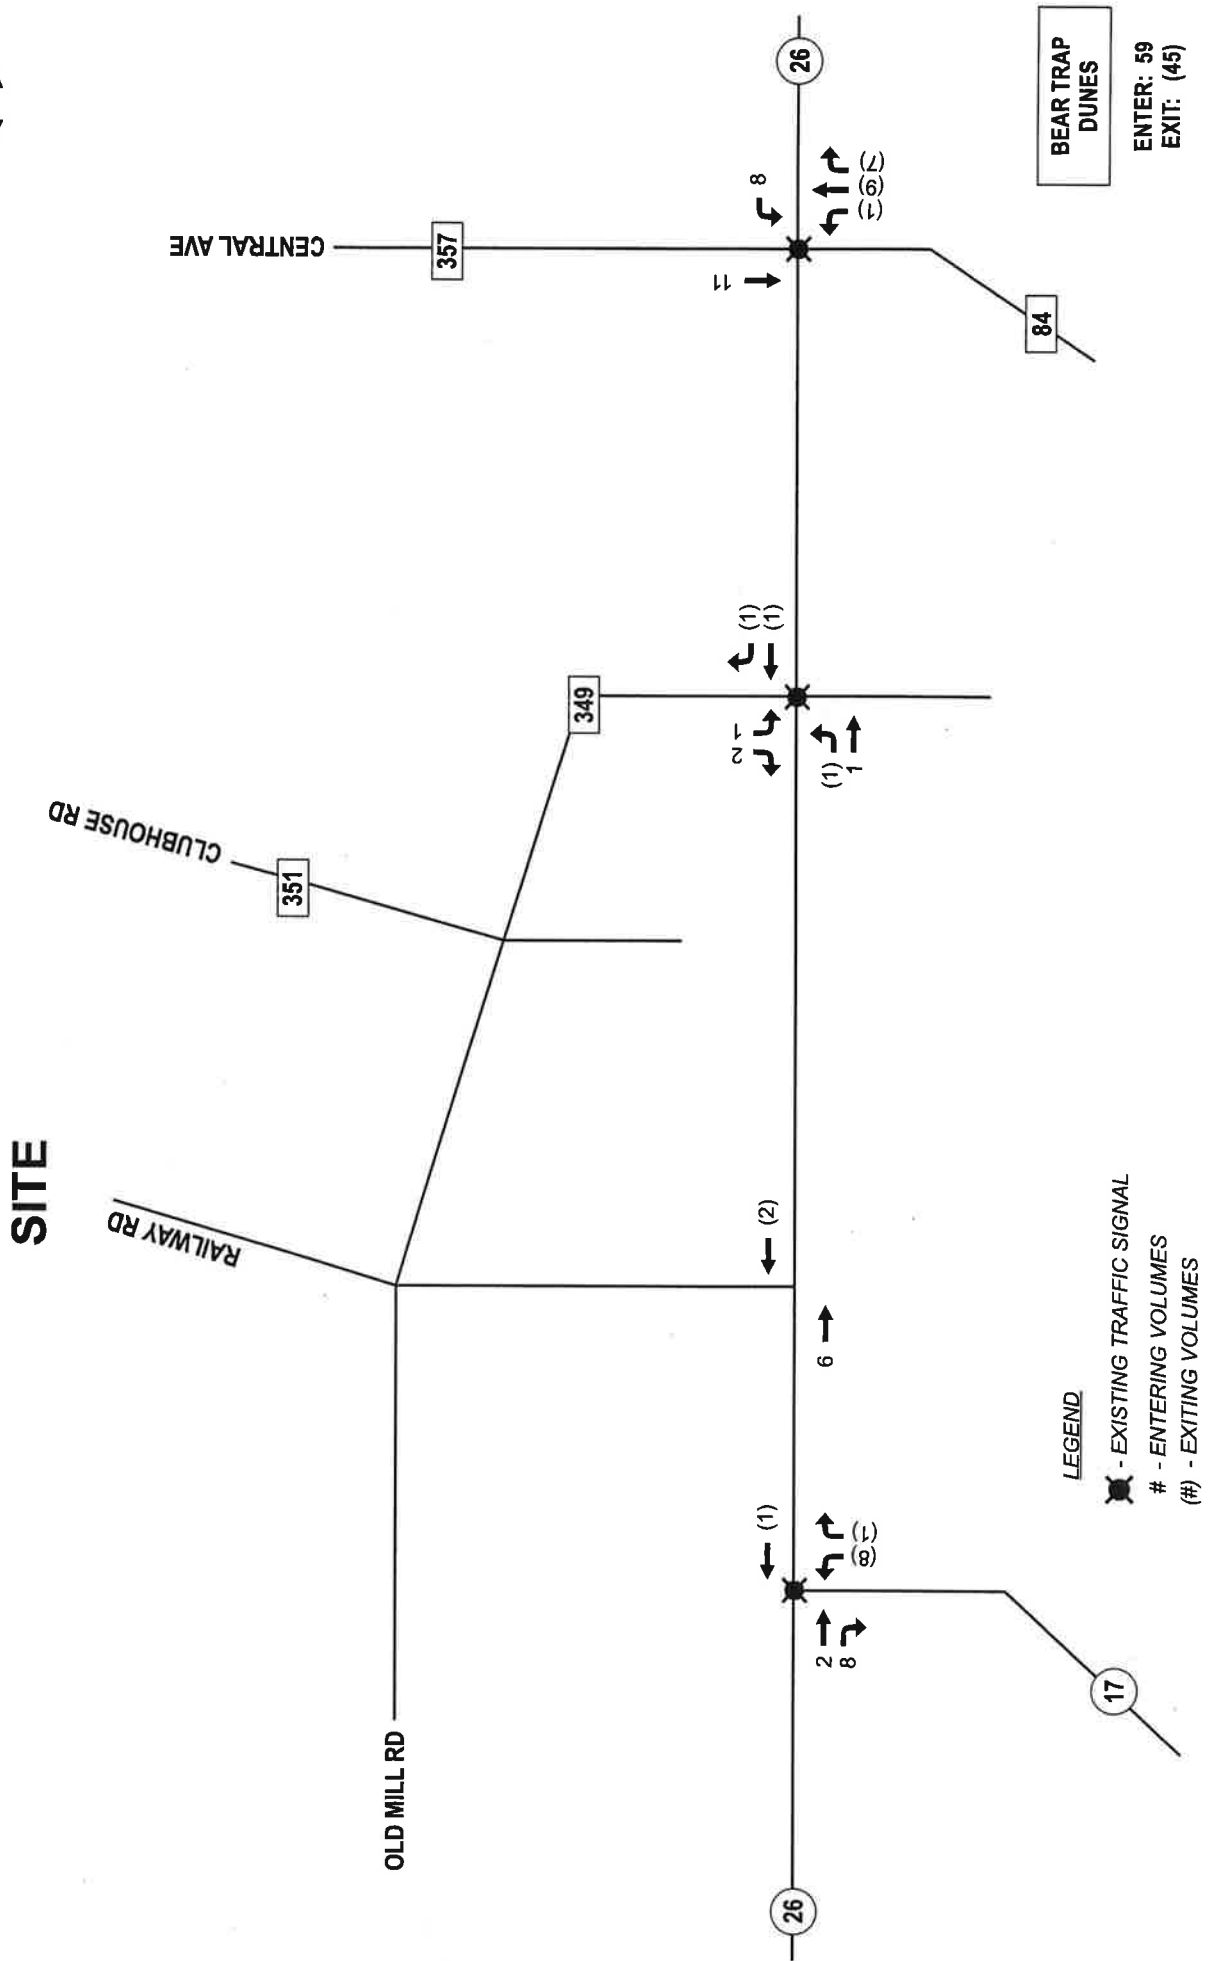 SITE
CLUBHOUSE RD
RAILWAY RD
CENTRAL AVE
351
357
OLD MILL RD
349
11
8
2
1
(1)
(1)
(1)
(2)
26
26
2
8
(8)
(1)
6
(1)
1
(1)
(9)
(7)
84
17
LEGEND
- EXISTING TRAFFIC SIGNAL
# - ENTERING VOLUMES
(#) - EXITING VOLUMES
BEAR TRAP
DUNES
ENTER: 59
EXIT: (45)